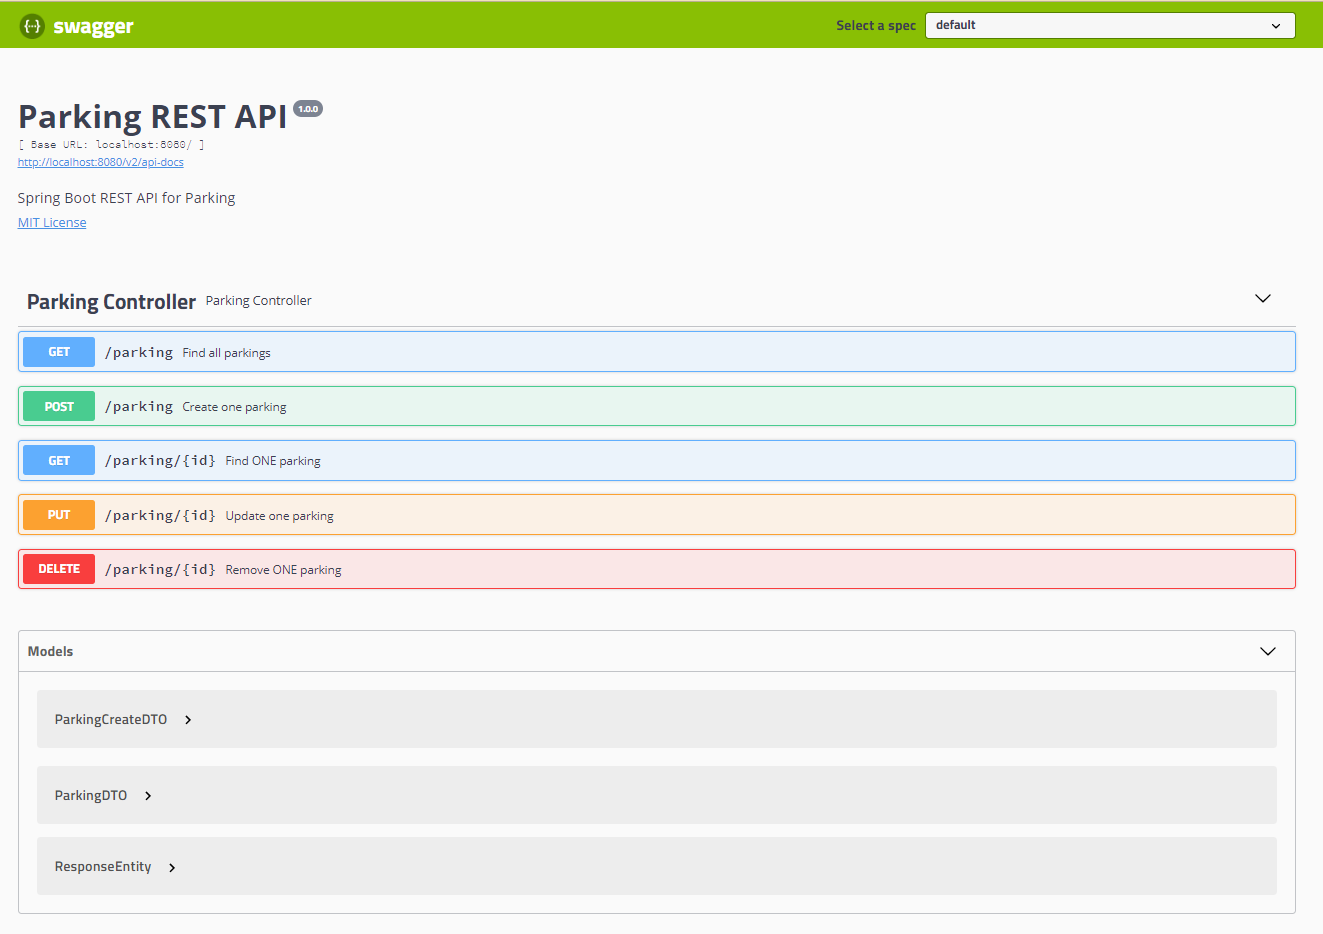 {···} swagger Select a spec default
Parking REST API 1.0.0
[ Base URL: localhost:8080/ ]
http://localhost:8080/v2/api-docs
Spring Boot REST API for Parking
MIT License
Parking Controller Parking Controller
GET /parking Find all parkings
POST /parking Create one parking
GET /parking/{id} Find ONE parking
PUT /parking/{id} Update one parking
DELETE /parking/{id} Remove ONE parking
Models
ParkingCreateDTO
ParkingDTO
ResponseEntity